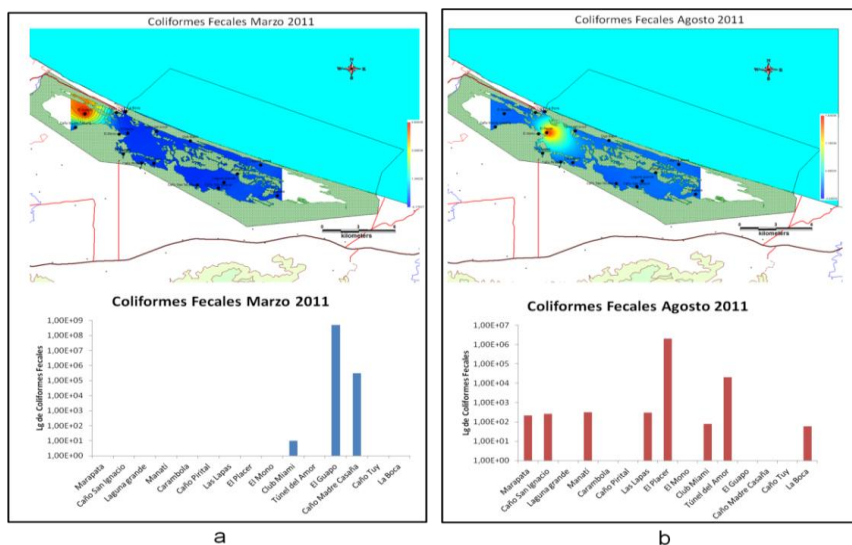 Coliformes Fecales Marzo 2011
kilometers
Coliformes Fecales Marzo 2011
Lg de Coliformes Fecales
1,00E+09
1,00E+08
1,00E+07
1,00E+06
1,00E+05
1,00E+04
1,00E+03
1,00E+02
1,00E+01
1,00E+00
Marapata
Caño San Ignacio
Laguna grande
Manatí
Carambola
Caño Pirital
Las Lapas
El Placer
El Mono
Club Miami
Túnel del Amor
El Guapo
Caño Madre Casaña
Caño Tuy
La Boca
a
Coliformes Fecales Agosto 2011
kilometers
Coliformes Fecales Agosto 2011
Lg de Coliformes Fecales
1,00E+07
1,00E+06
1,00E+05
1,00E+04
1,00E+03
1,00E+02
1,00E+01
1,00E+00
Marapata
Caño San Ignacio
Laguna grande
Manatí
Carambola
Caño Pirital
Las Lapas
El Placer
El Mono
Club Miami
Túnel del Amor
El Guapo
Caño Madre Casaña
Caño Tuy
La Boca
b